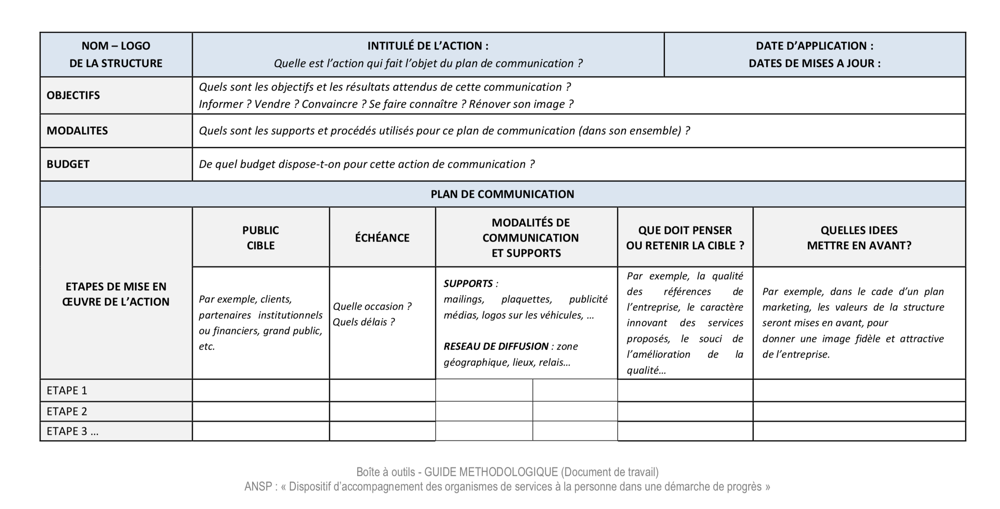 NOM – LOGO
DE LA STRUCTURE
INTITULÉ DE L’ACTION :
Quelle est l’action qui fait l’objet du plan de communication ?
DATE D’APPLICATION :
DATES DE MISES A JOUR :
OBJECTIFS
Quels sont les objectifs et les résultats attendus de cette communication ?
Informer ? Vendre ? Convaincre ? Se faire connaître ? Rénover son image ?
MODALITES
Quels sont les supports et procédés utilisés pour ce plan de communication (dans son ensemble) ?
BUDGET
De quel budget dispose-t-on pour cette action de communication ?
PLAN DE COMMUNICATION
ETAPES DE MISE EN
ŒUVRE DE L’ACTION
PUBLIC
CIBLE
ÉCHÉANCE
MODALITÉS DE
COMMUNICATION
ET SUPPORTS
QUE DOIT PENSER
OU RETENIR LA CIBLE ?
QUELLES IDEES
METTRE EN AVANT?
Par exemple, clients,
partenaires institutionnels
ou financiers, grand public,
etc.
Quelle occasion ?
Quels délais ?
SUPPORTS :
mailings, plaquettes, publicité
médias, logos sur les véhicules, …
RESEAU DE DIFFUSION : zone
géographique, lieux, relais…
Par exemple, la qualité
des références de
l’entreprise, le caractère
innovant des services
proposés, le souci de
l’amélioration de la
qualité…
Par exemple, dans le cade d’un plan
marketing, les valeurs de la structure
seront mises en avant, pour
donner une image fidèle et attractive
de l’entreprise.
ETAPE 1
ETAPE 2
ETAPE 3 …
Boîte à outils - GUIDE METHODOLOGIQUE (Document de travail)
ANSP : « Dispositif d’accompagnement des organismes de services à la personne dans une démarche de progrès »